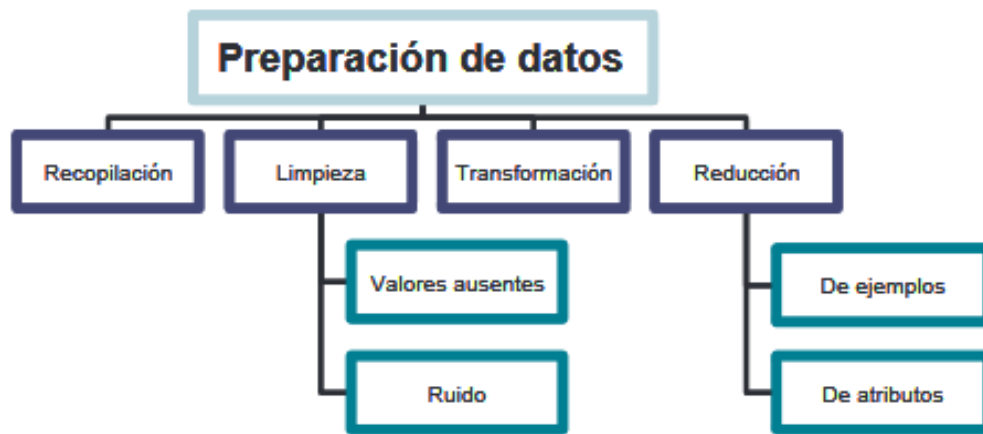 Preparación de datos
Recopilación
Limpieza
Transformación
Reducción
Valores ausentes
De ejemplos
Ruido
De atributos